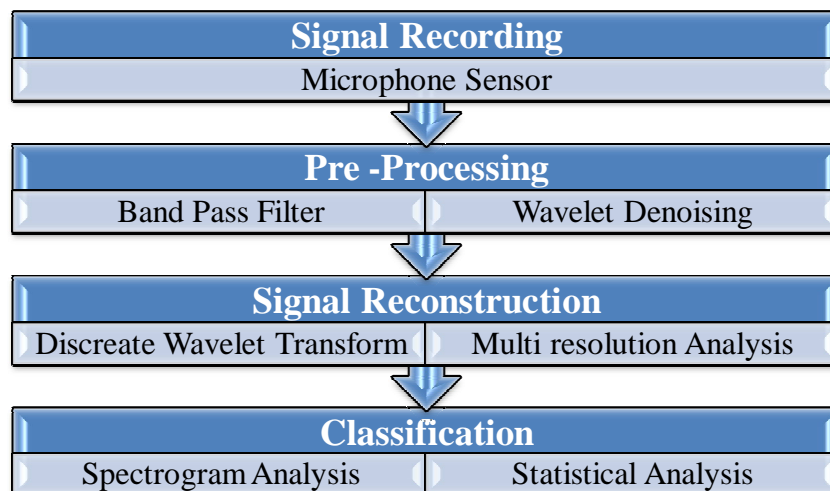 Signal Recording
Microphone Sensor
Pre -Processing
Band Pass Filter
Wavelet Denoising
Signal Reconstruction
Discreate Wavelet Transform
Multi resolution Analysis
Classification
Spectrogram Analysis
Statistical Analysis